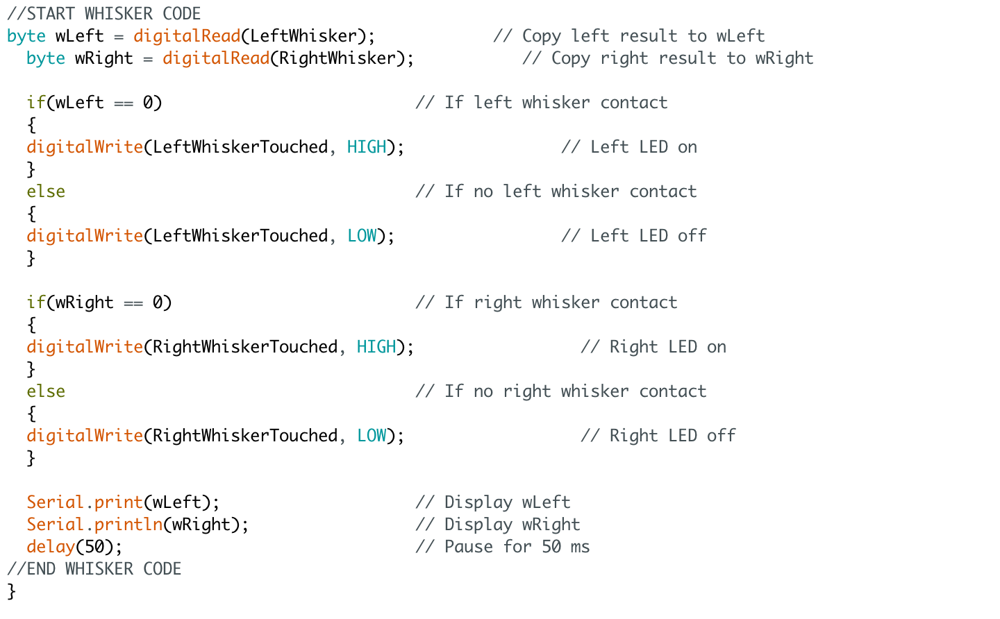 //START WHISKER CODE
byte wLeft = digitalRead(LeftWhisker);            // Copy left result to wLeft
  byte wRight = digitalRead(RightWhisker);           // Copy right result to wRight
  if(wLeft == 0)                          // If left whisker contact
  {
  digitalWrite(LeftWhiskerTouched, HIGH);                // Left LED on
  }
  else                                    // If no left whisker contact
  {
  digitalWrite(LeftWhiskerTouched, LOW);                 // Left LED off
  }
  if(wRight == 0)                         // If right whisker contact
  {
  digitalWrite(RightWhiskerTouched, HIGH);                 // Right LED on
  }
  else                                    // If no right whisker contact
  {
  digitalWrite(RightWhiskerTouched, LOW);                  // Right LED off
  }
  Serial.print(wLeft);                    // Display wLeft
  Serial.println(wRight);                 // Display wRight
  delay(50);                              // Pause for 50 ms
//END WHISKER CODE
}